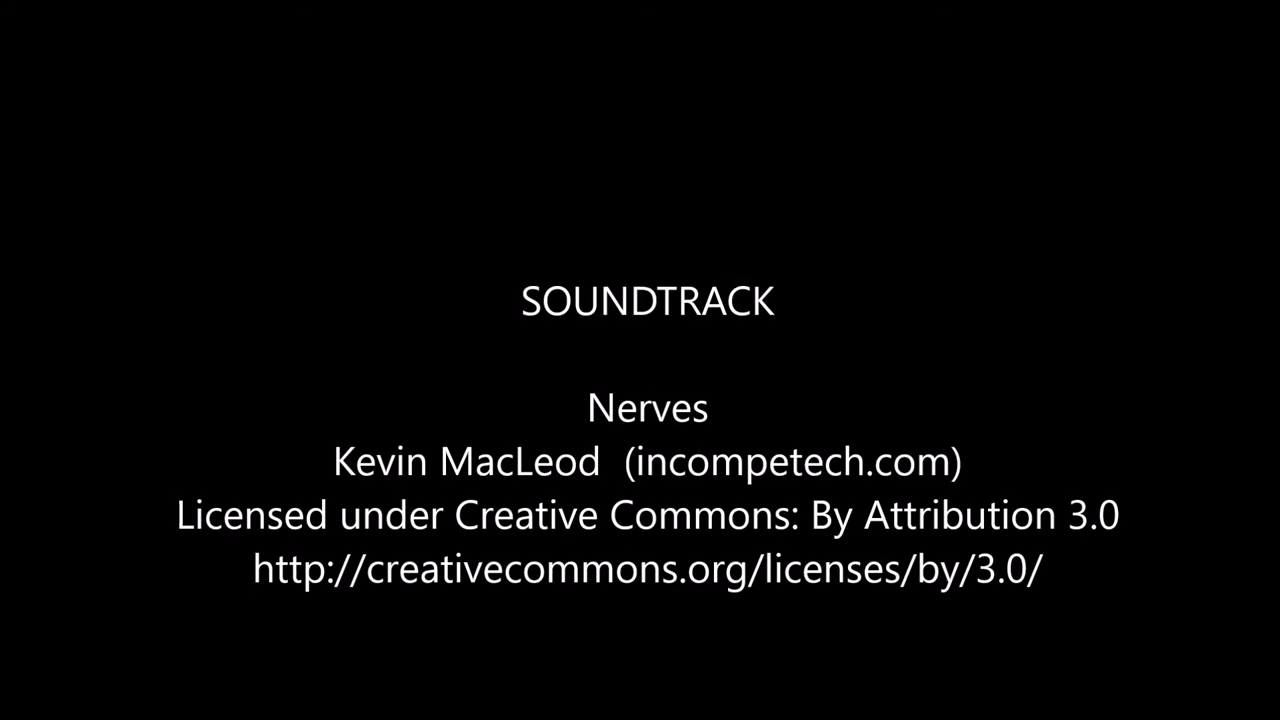 SOUNDTRACK
Nerves
Kevin MacLeod  (incompetech.com)
Licensed under Creative Commons: By Attribution 3.0
http://creativecommons.org/licenses/by/3.0/